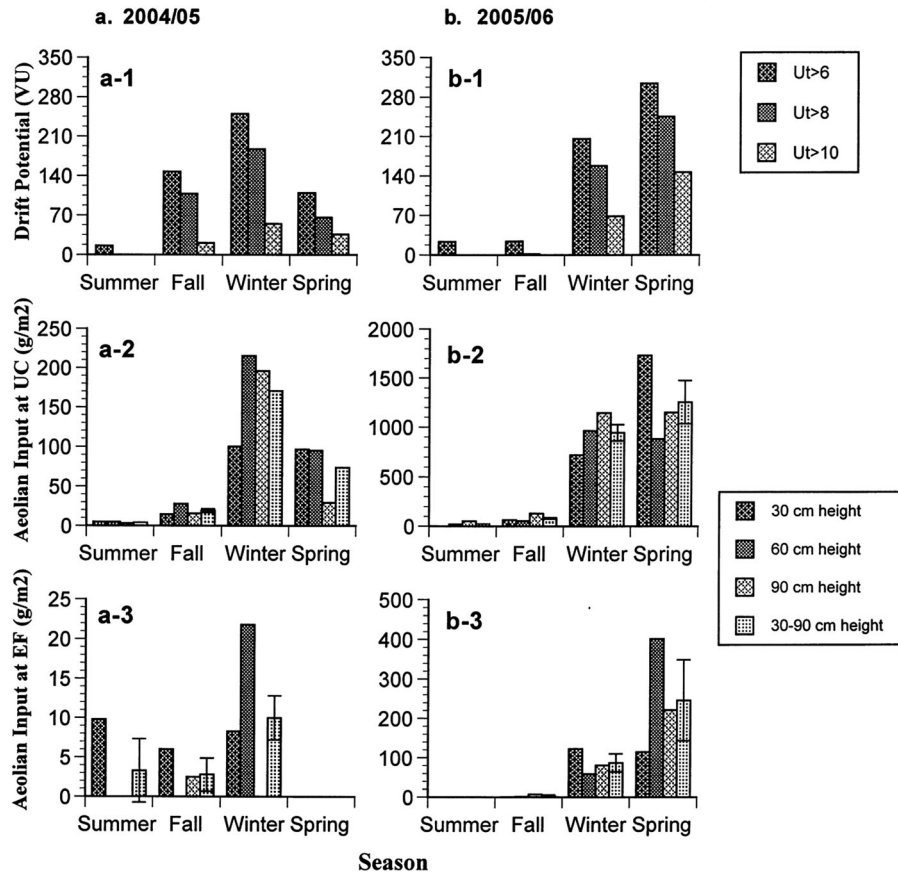 a. 2004/05
b. 2005/06
Drift Potential (VU)
350
280
210
140
70
0
a-1
Summer Fall Winter Spring
350
280
210
140
70
0
b-1
Summer Fall Winter Spring
Ut>6
Ut>8
Ut>10
Aeolian Input at UC (g/m2)
250
200
150
100
50
0
a-2
Summer Fall Winter Spring
2000
1500
1000
500
0
b-2
Summer Fall Winter Spring
30 cm height
60 cm height
90 cm height
30-90 cm height
Aeolian Input at EF (g/m2)
25
20
15
10
5
0
a-3
Summer Fall Winter Spring
500
400
300
200
100
0
b-3
Summer Fall Winter Spring
Season